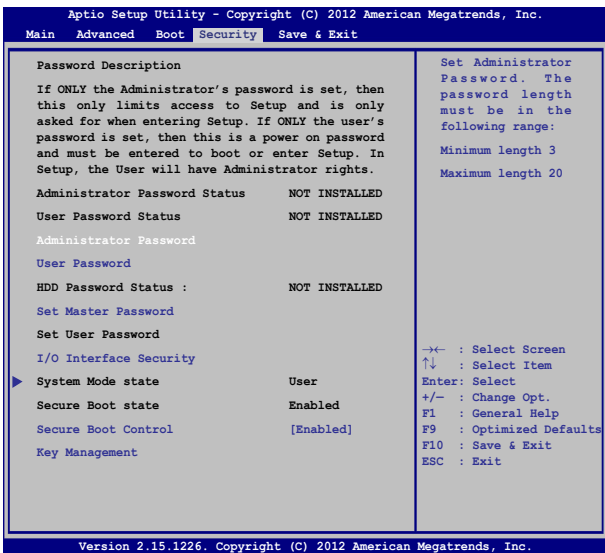 Aptio Setup Utility - Copyright (C) 2012 American Megatrends, Inc.
Main Advanced Boot Security Save & Exit
Password Description
If ONLY the Administrator's password is set, then
this only limits access to Setup and is only
asked for when entering Setup. If ONLY the user's
password is set, then this is a power on password
and must be entered to boot or enter Setup. In
Setup, the User will have Administrator rights.
Administrator Password Status NOT INSTALLED
User Password Status NOT INSTALLED
Administrator Password
User Password
HDD Password Status : NOT INSTALLED
Set Master Password
Set User Password
I/O Interface Security
System Mode state User
Secure Boot state Enabled
Secure Boot Control [Enabled]
Key Management
Set Administrator
Password. The
password length
must be in the
following range:
Minimum length 3
Maximum length 20
→← : Select Screen
↑↓ : Select Item
Enter: Select
+/— : Change Opt.
F1 : General Help
F9 : Optimized Defaults
F10 : Save & Exit
ESC : Exit
Version 2.15.1226. Copyright (C) 2012 American Megatrends, Inc.